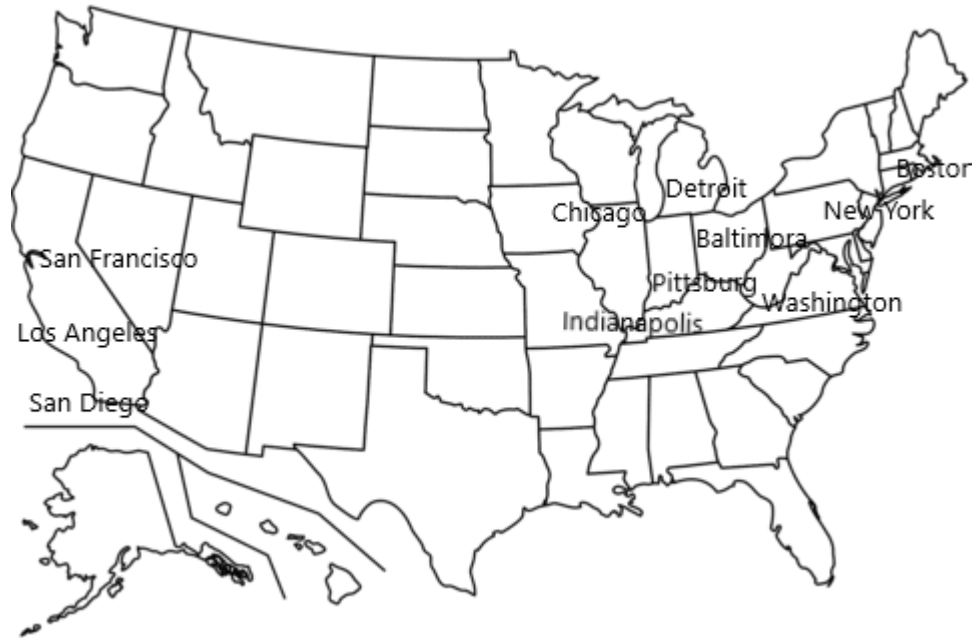 Boston
Detroit
Chicago
New York
Baltimora
San Francisco
Pittsburg
Washington
Indianapolis
Los Angeles
San Diego